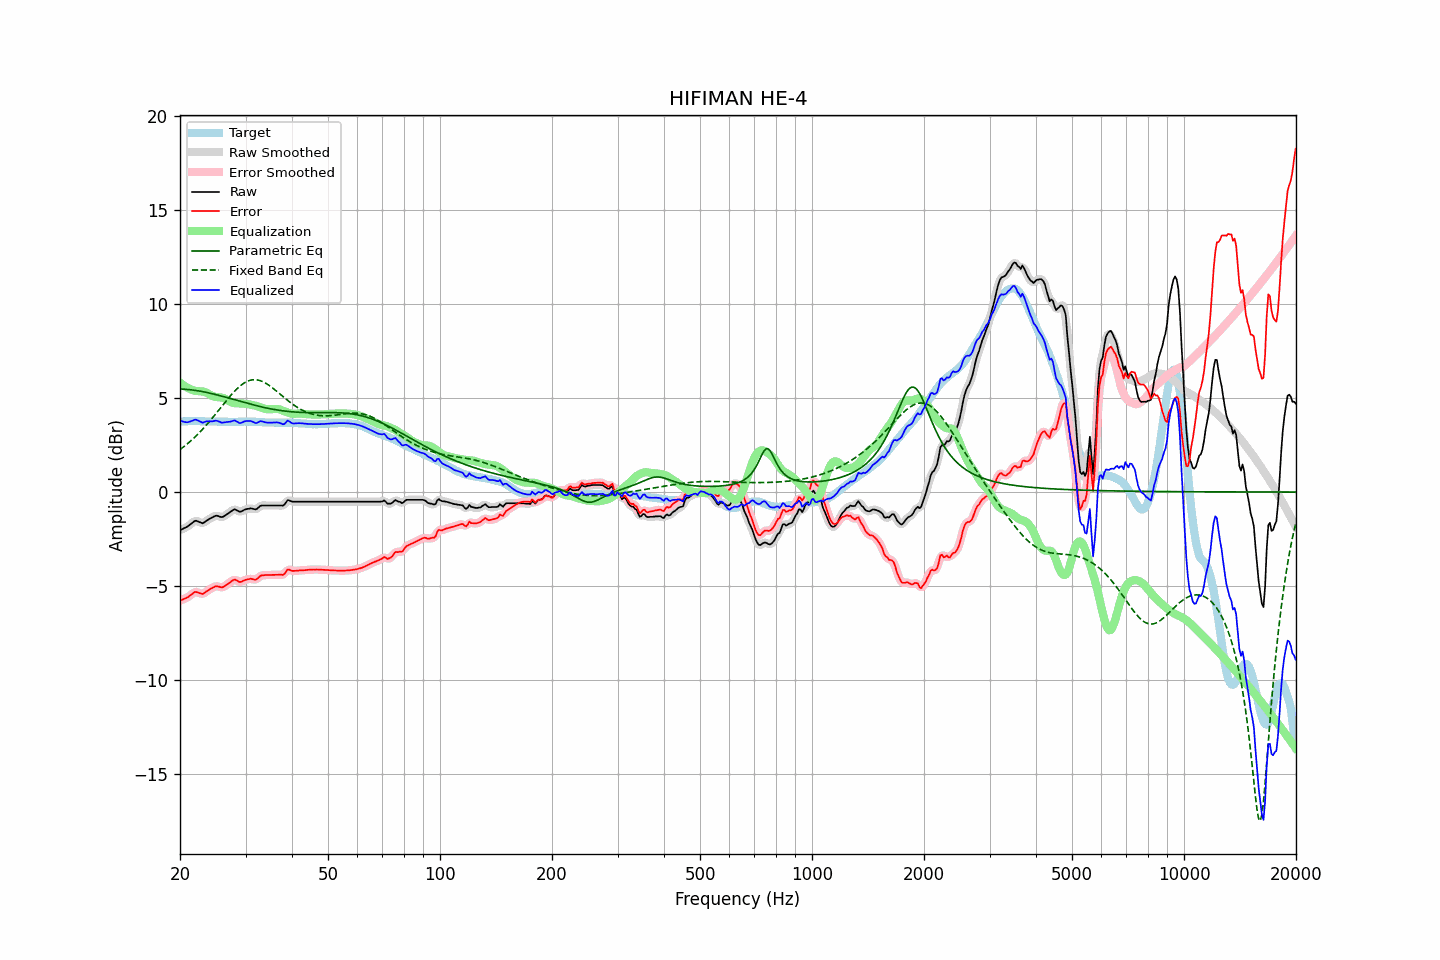 HIFIMAN HE-4
20
15
10
5
0
−5
−10
−15
Amplitude (dBr)
Target
Raw Smoothed
Error Smoothed
Raw
Error
Equalization
Parametric Eq
Fixed Band Eq
Equalized
20 50 100 200 500 1000 2000 5000 10000 20000
Frequency (Hz)